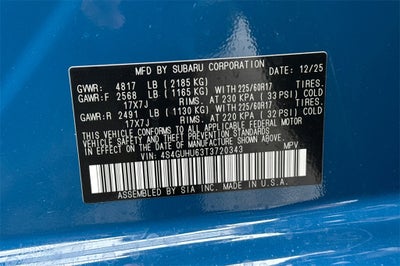 MFD BY SUBARU CORPORATION 12/25
GVWR: 4817 LB (2185 KG)
GAWR:F 2568 LB (1165 KG) WITH 225/60R17 TIRES.
17X7J RIMS. AT 230 KPA (33 PSI) COLD
GAWR:R 2491 LB (1130 KG) WITH 225/60R17 TIRES.
17X7J RIMS. AT 220 KPA (32 PSI) COLD
THIS VEHICLE CONFORMS TO ALL APPLICABLE FEDERAL MOTOR
VEHICLE SAFETY AND THEFT PREVENTION STANDARDS
IN EFFECT ON THE DATE OF MANUFACTURE SHOWN ABOVE.
VIN: 4S4GUHU63T3720343 MPV
ASSEMBLED BY SIA INC. IN U.S.A.